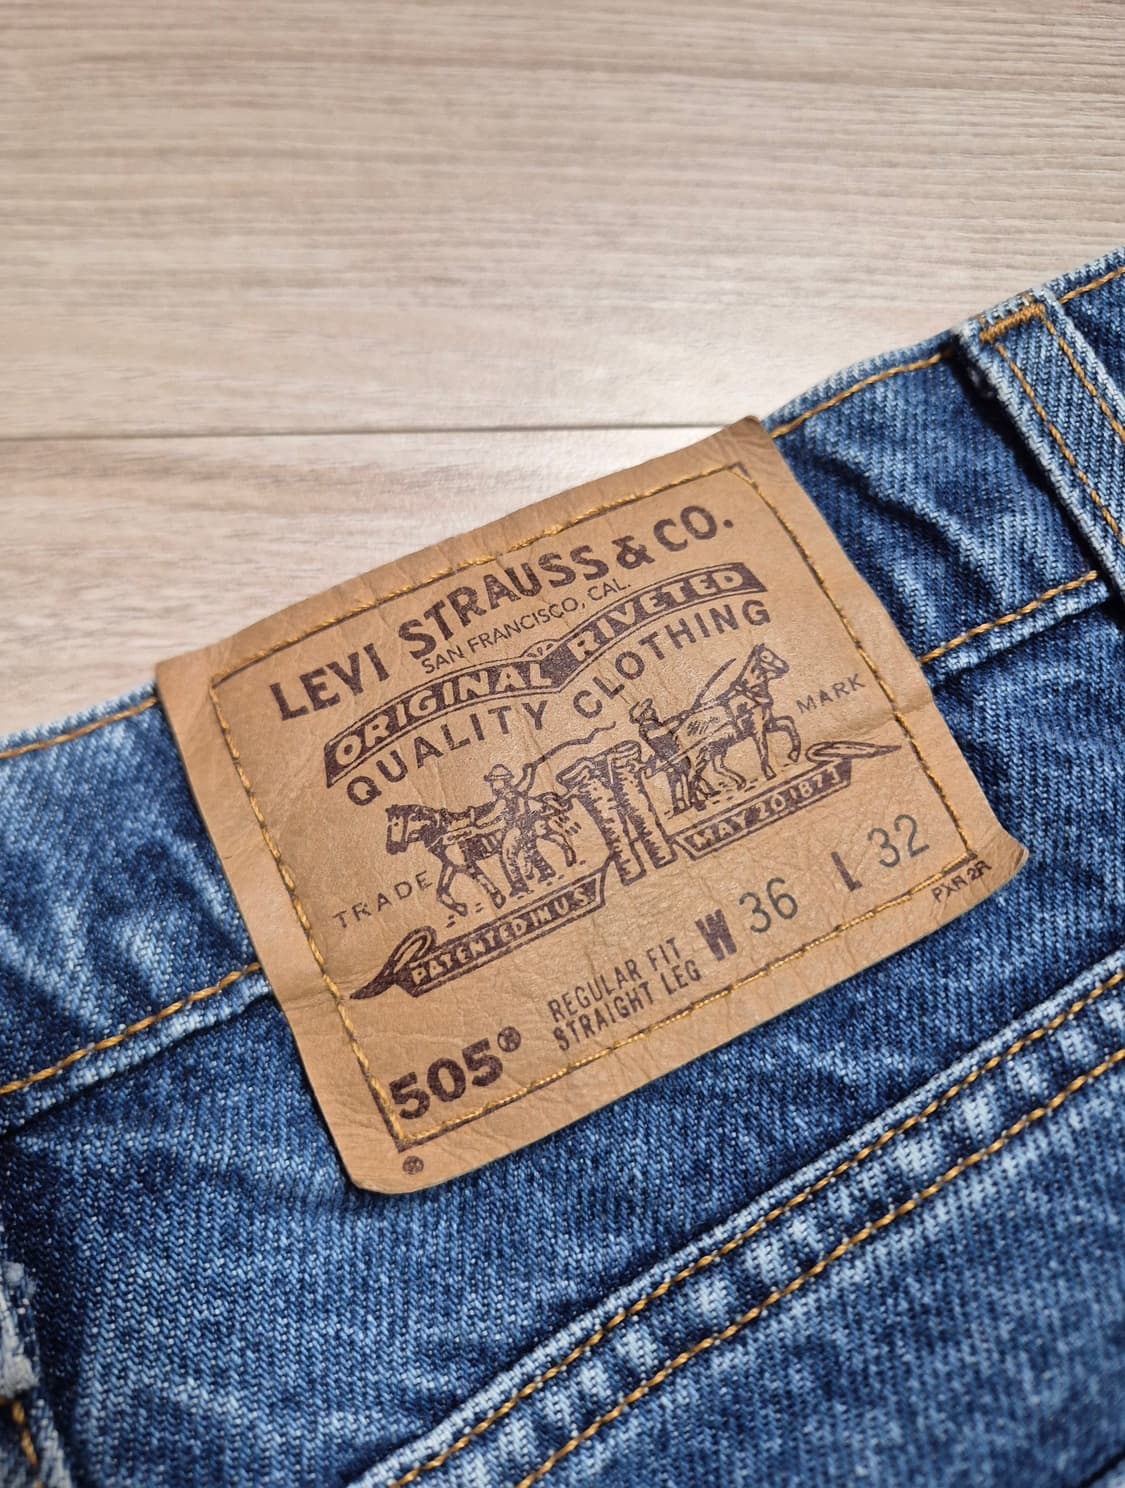 LEVI STRAUSS & CO.
SAN FRANCISCO, CAL.
ORIGINAL RIVETED
QUALITY CLOTHING
TRADE MARK
PATENTED IN U.S. MAY 20 1873
505® REGULAR FIT
STRAIGHT LEG
W 36 L 32
PXR 2R
®